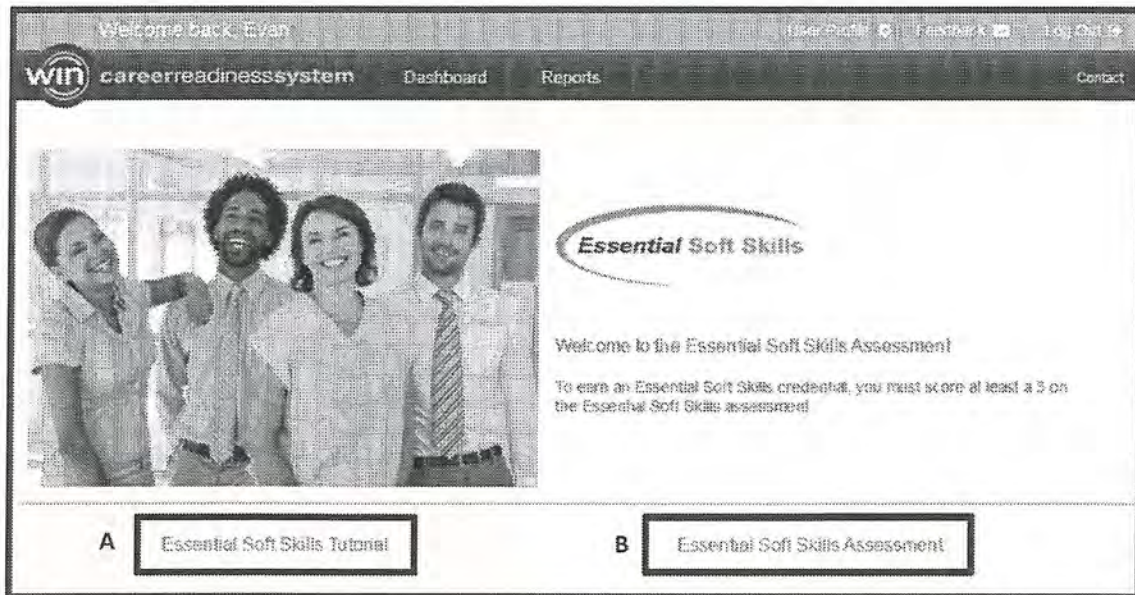 Welcome back, Evan
User Profile Feedback Log Out
win careerreadinesssystem Dashboard Reports Contact
Essential Soft Skills
Welcome to the Essential Soft Skills Assessment
To earn an Essential Soft Skills credential, you must score at least a 3 on
the Essential Soft Skills assessment
A Essential Soft Skills Tutorial B Essential Soft Skills Assessment